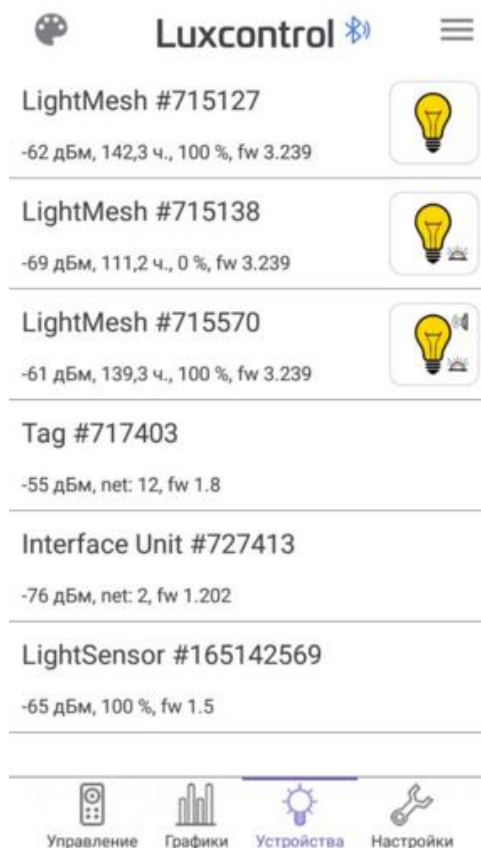 Luxcontrol
LightMesh #715127
-62 дБм, 142,3 ч., 100 %, fw 3.239
LightMesh #715138
-69 дБм, 111,2 ч., 0 %, fw 3.239
LightMesh #715570
-61 дБм, 139,3 ч., 100 %, fw 3.239
Tag #717403
-55 дБм, net: 12, fw 1.8
Interface Unit #727413
-76 дБм, net: 2, fw 1.202
LightSensor #165142569
-65 дБм, 100 %, fw 1.5
Управление Графики Устройства Настройки